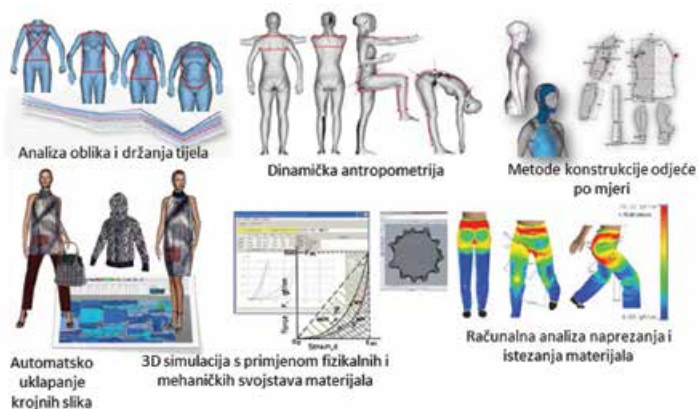 Analiza oblika i držanja tijela
Dinamička antropometrija
Metode konstrukcije odjeće
po mjeri
Automatsko
uklapanje
krojnih slika
3D simulacija s primjenom fizikalnih i
mehaničkih svojstava materijala
Računalna analiza naprezanja i
istezanja materijala